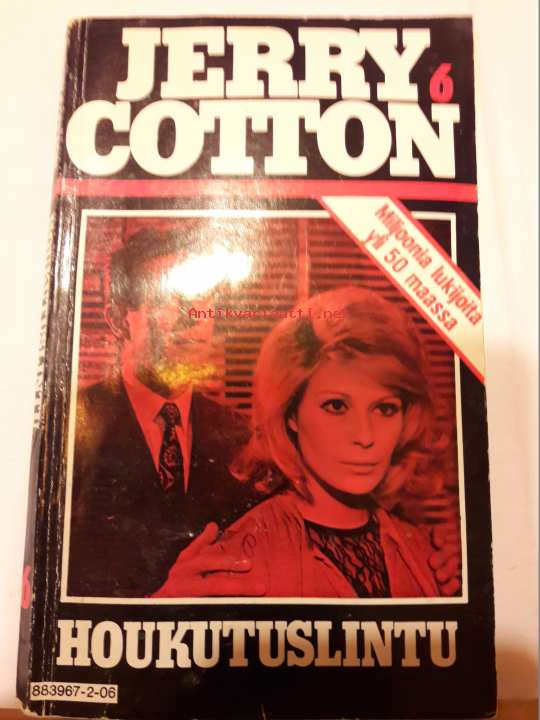 JERRY
6
COTTON
Miljoonia lukijoita
yli 50 maassa
Antikvariaatti.net
HOUKUTUSLINTU
6
883967-2-06